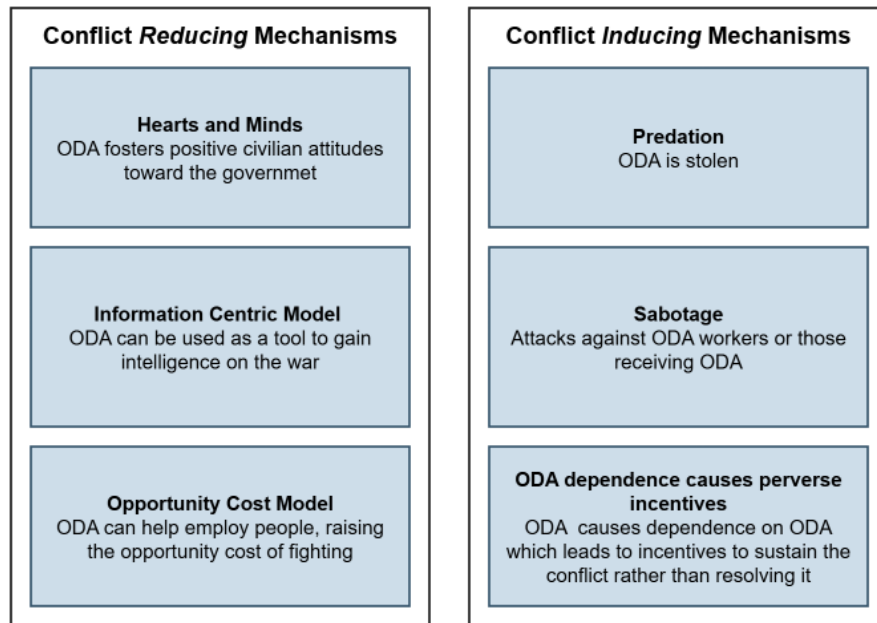 Conflict Reducing Mechanisms
Hearts and Minds
ODA fosters positive civilian attitudes
toward the governmet
Information Centric Model
ODA can be used as a tool to gain
intelligence on the war
Opportunity Cost Model
ODA can help employ people, raising
the opportunity cost of fighting
Conflict Inducing Mechanisms
Predation
ODA is stolen
Sabotage
Attacks against ODA workers or those
receiving ODA
ODA dependence causes perverse
incentives
ODA causes dependence on ODA
which leads to incentives to sustain the
conflict rather than resolving it